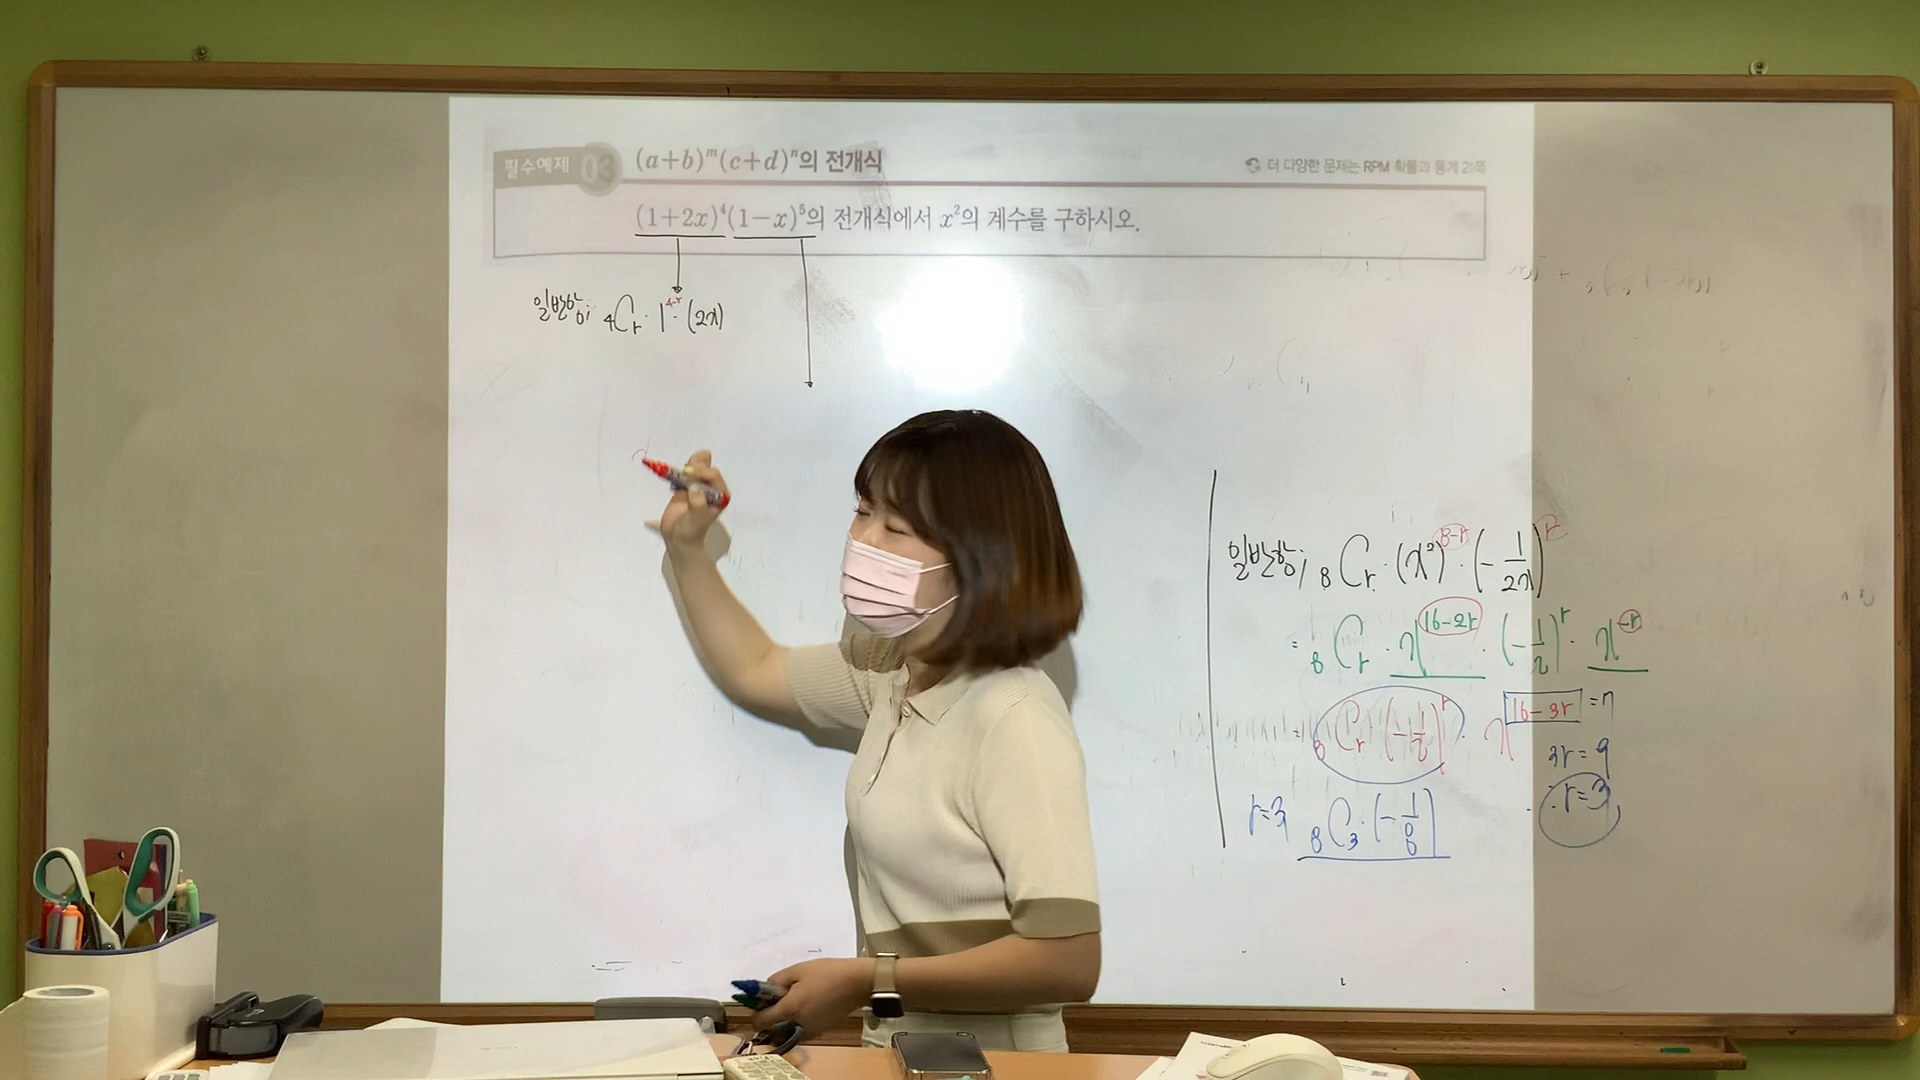 필수예제 03 (a+b)^m(c+d)^n의 전개식
더 다양한 문제는 RPM 확률과 통계 21쪽
(1+2x)^4(1-x)^5의 전개식에서 x^2의 계수를 구하시오.
일반항; 4Cr · 1^{4-r} · (2x)
일반항; 8Cr · (x^2)^{8-r} · (-1/2x)^r
= 8Cr · x^{16-2r} · (-1/2)^r · x^{-r}
= 8Cr (-1/2)^r · x^{16-3r} = 7
3r=9
∴ r=3
r=3 8C3 · (-1/8)